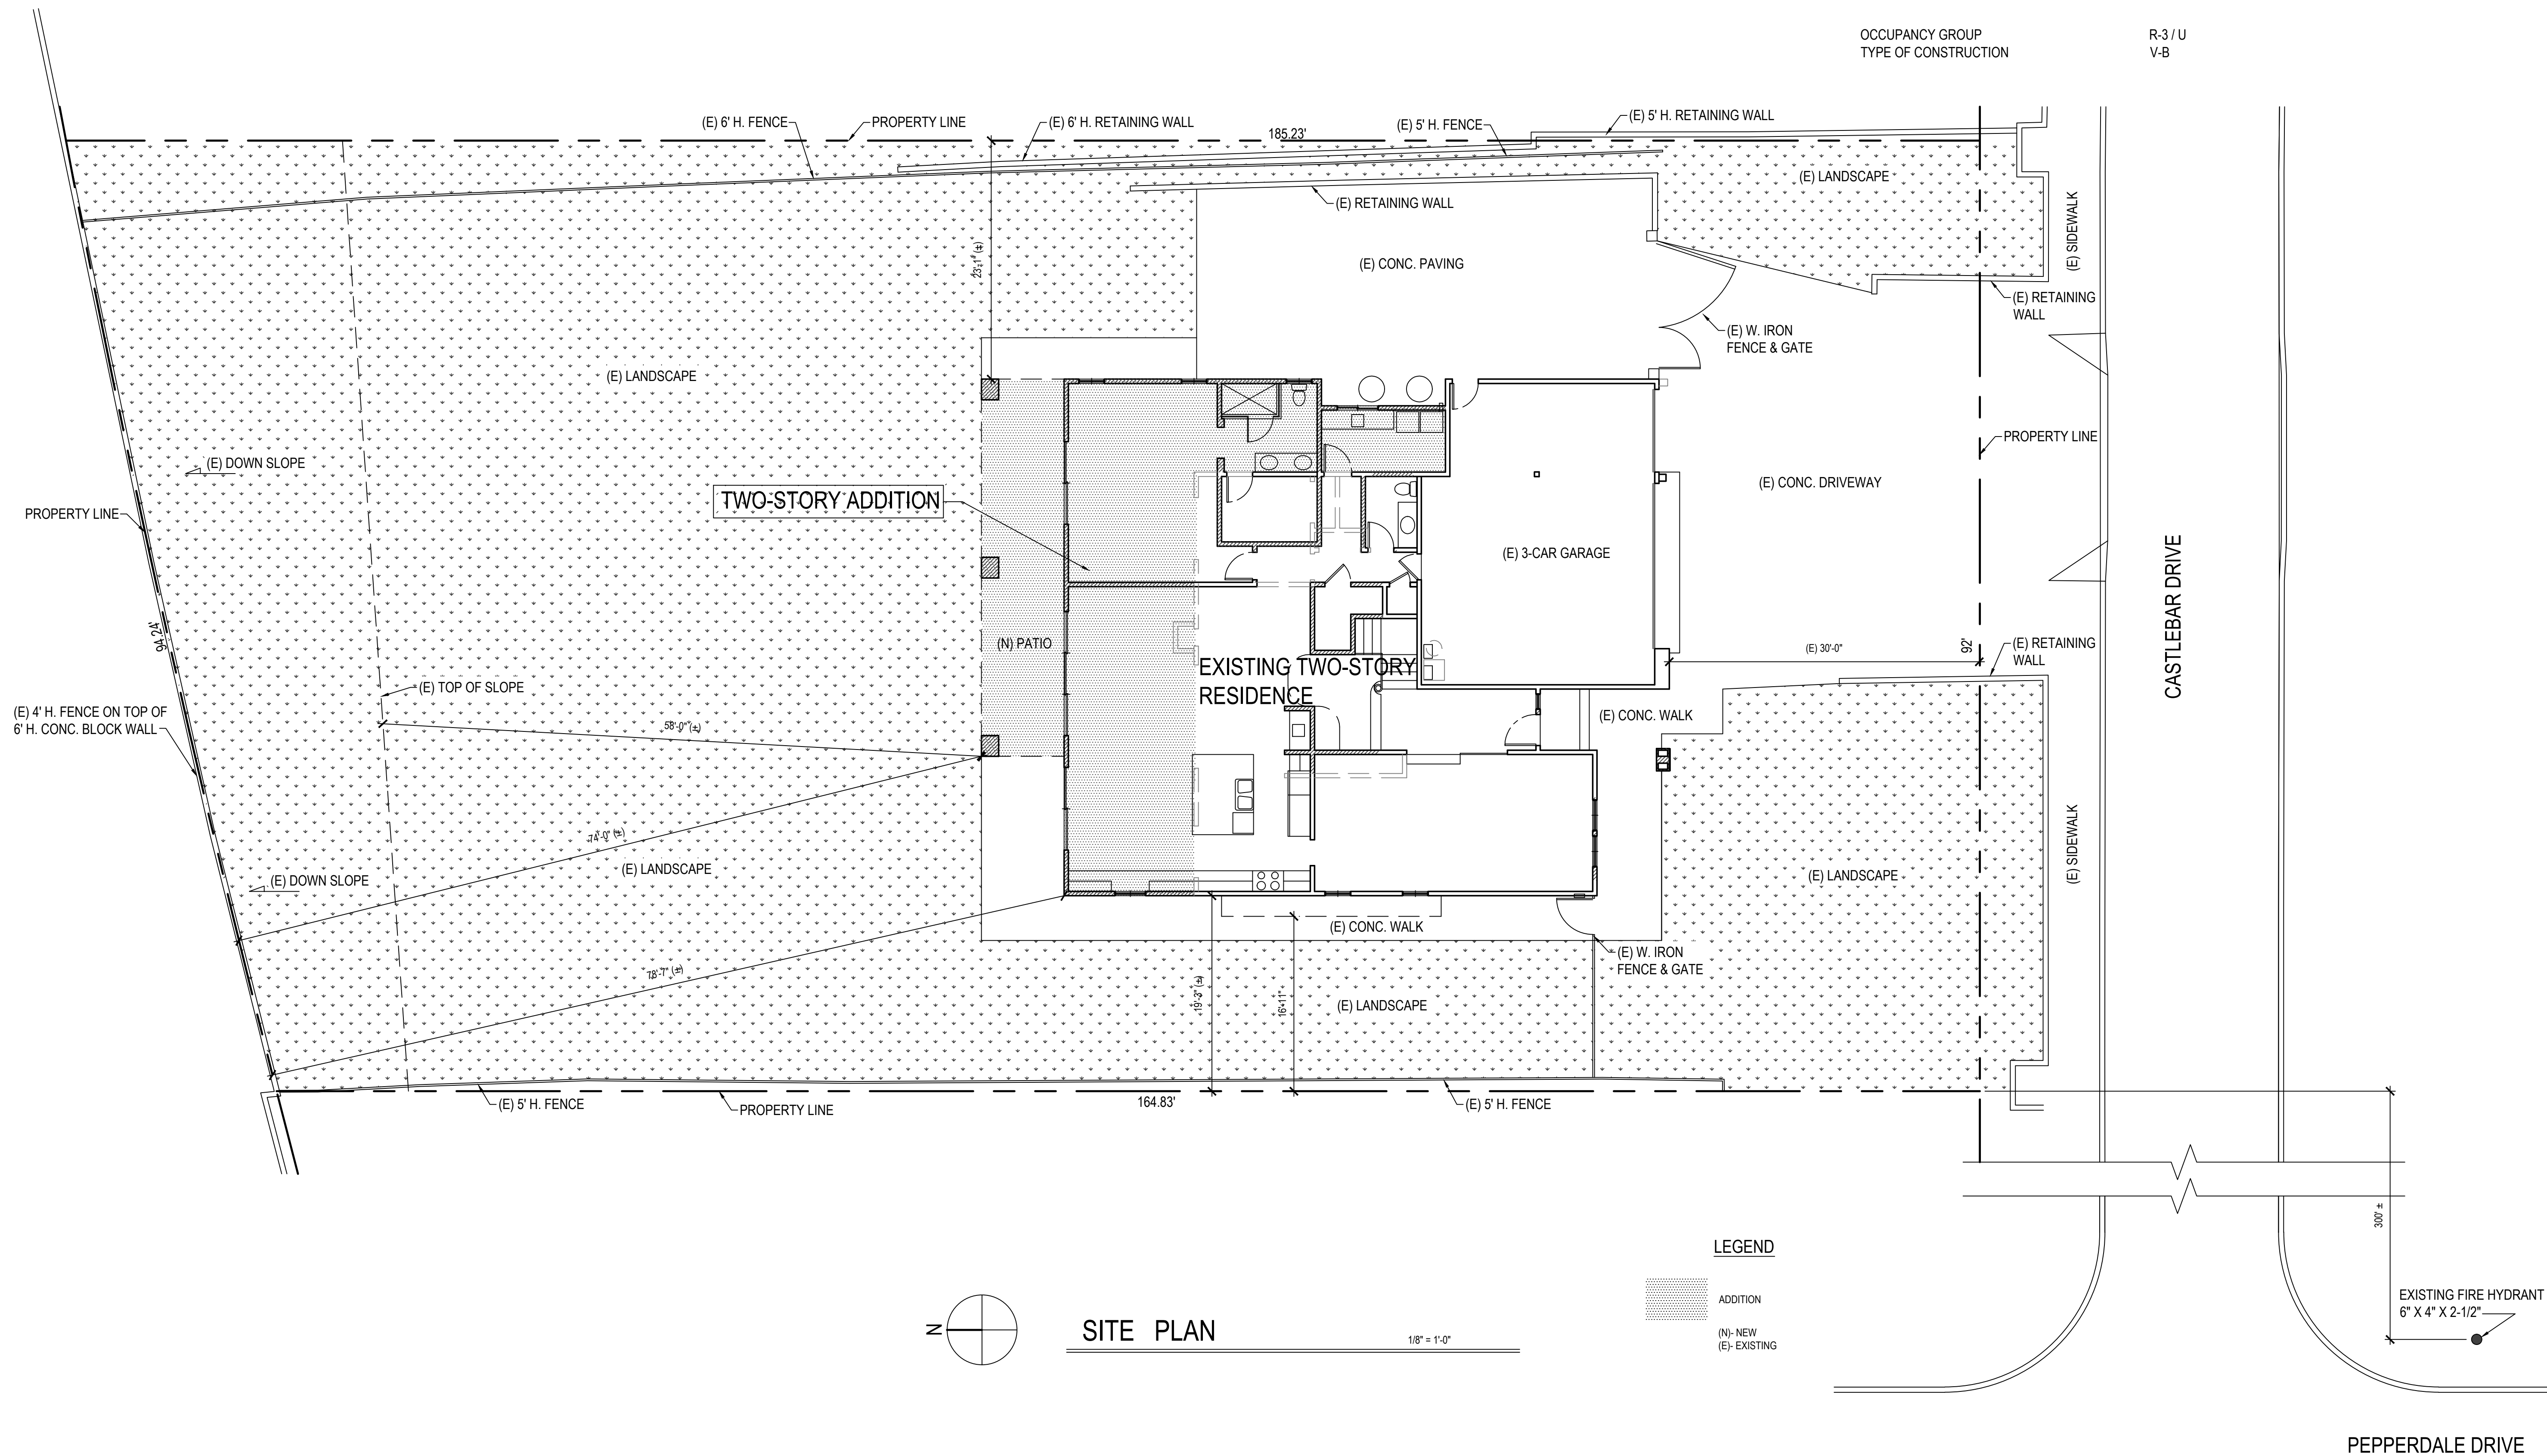 OCCUPANCY GROUP R-3 / U
TYPE OF CONSTRUCTION V-B
(E) 6' H. FENCE
PROPERTY LINE
(E) 6' H. RETAINING WALL
185.23'
(E) 5' H. FENCE
(E) 5' H. RETAINING WALL
(E) LANDSCAPE
(E) RETAINING WALL
(E) SIDEWALK
23'-1" (±)
(E) CONC. PAVING
(E) RETAINING
WALL
(E) W. IRON
FENCE & GATE
(E) LANDSCAPE
PROPERTY LINE
(E) DOWN SLOPE
(E) CONC. DRIVEWAY
TWO-STORY ADDITION
PROPERTY LINE
(E) 3-CAR GARAGE
CASTLEBAR DRIVE
94.24'
(N) PATIO
(E) 30'-0"
92'
(E) RETAINING
WALL
EXISTING TWO-STORY
RESIDENCE
(E) TOP OF SLOPE
(E) 4' H. FENCE ON TOP OF
6' H. CONC. BLOCK WALL
58'-0" (±)
(E) CONC. WALK
74'-0" (±)
(E) LANDSCAPE
(E) DOWN SLOPE
(E) LANDSCAPE
(E) SIDEWALK
(E) CONC. WALK
78'-7" (±)
(E) W. IRON
FENCE & GATE
19'-3" (±)
16'-11"
(E) LANDSCAPE
(E) 5' H. FENCE
PROPERTY LINE
164.83'
(E) 5' H. FENCE
300' ±
LEGEND
ADDITION
(N)- NEW
(E)- EXISTING
N
SITE PLAN
1/8" = 1'-0"
EXISTING FIRE HYDRANT
6" X 4" X 2-1/2"
PEPPERDALE DRIVE